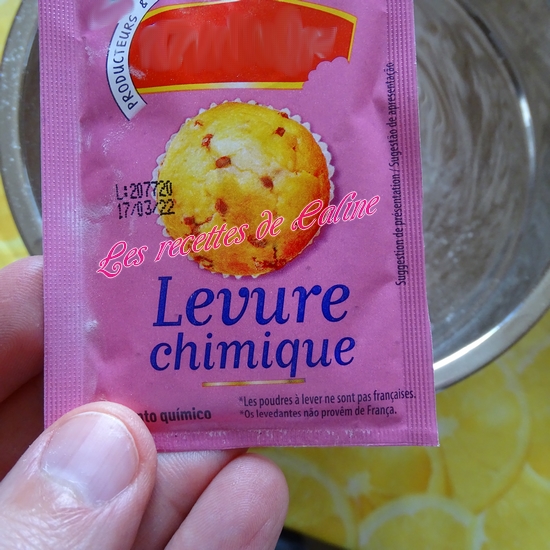 PRODUCTEURS &
L:207720
17/03/22
Suggestion de présentation / Sugestão de apresentação
Les recettes de Caline
Levure
chimique
nto químico
*Les poudres à lever ne sont pas françaises.
*Os levedantes não provêm de França.